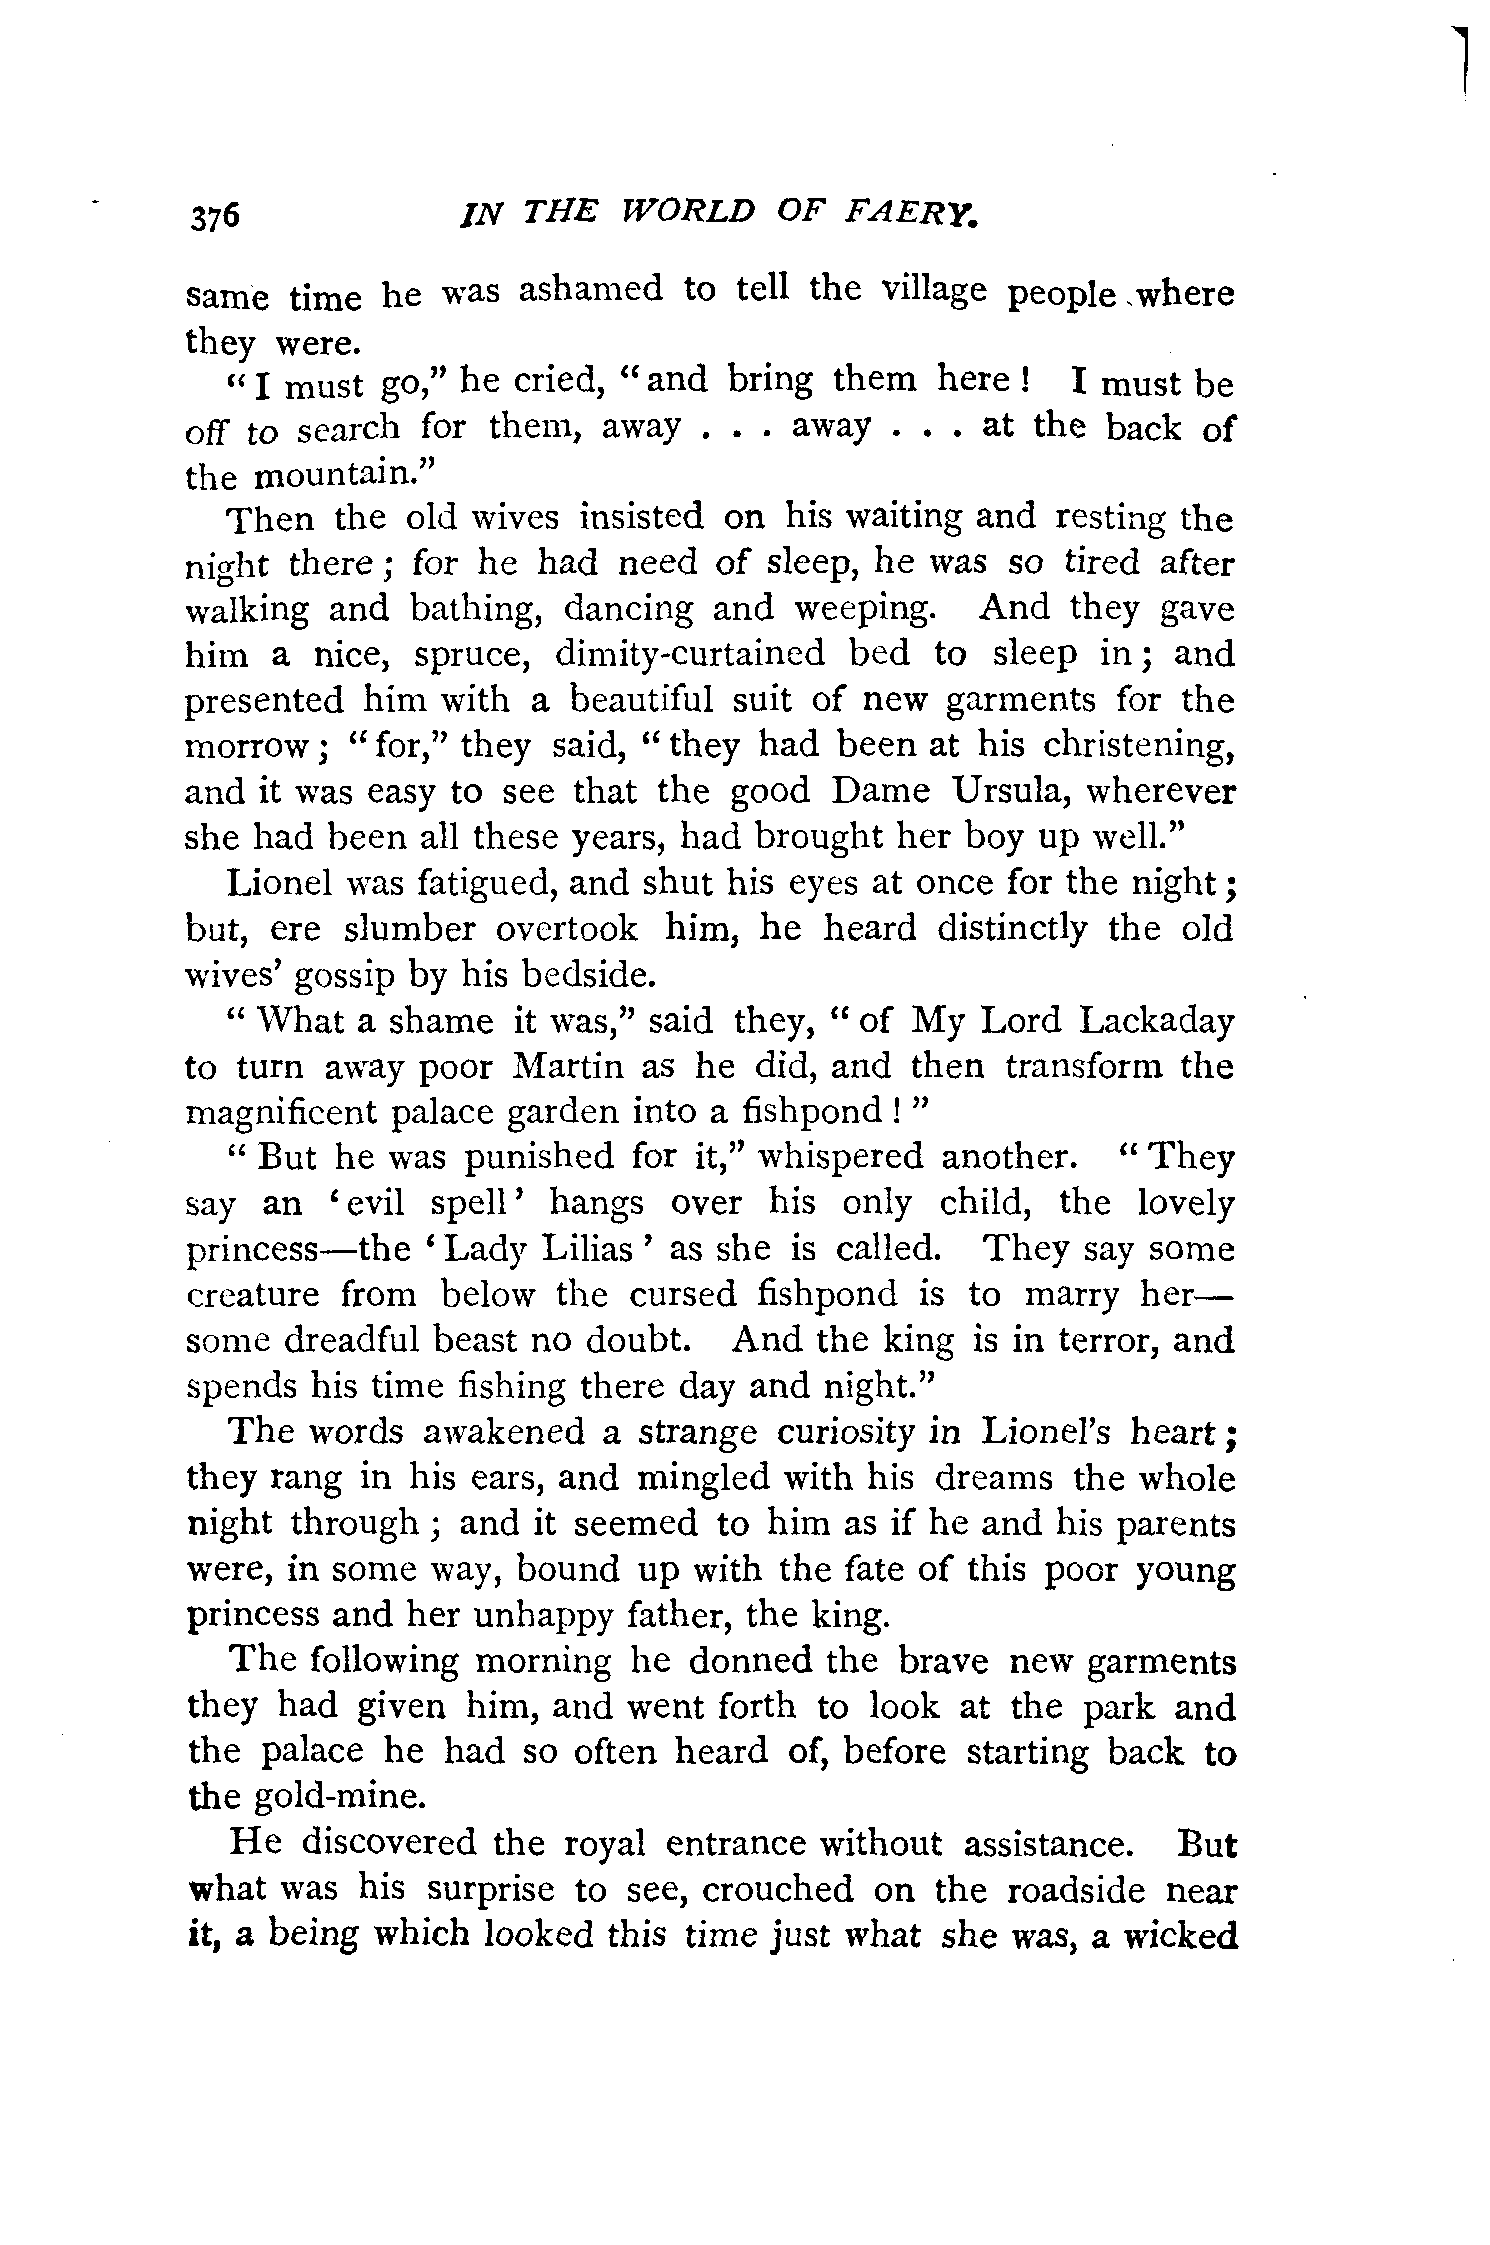 376 IN THE WORLD OF FAERY.
same time he was ashamed to tell the village people where
they were.
" I must go," he cried, " and bring them here ! I must be
off to search for them, away . . . away . . . at the back of
the mountain."
Then the old wives insisted on his waiting and resting the
night there ; for he had need of sleep, he was so tired after
walking and bathing, dancing and weeping. And they gave
him a nice, spruce, dimity-curtained bed to sleep in ; and
presented him with a beautiful suit of new garments for the
morrow ; " for," they said, " they had been at his christening,
and it was easy to see that the good Dame Ursula, wherever
she had been all these years, had brought her boy up well."
Lionel was fatigued, and shut his eyes at once for the night ;
but, ere slumber overtook him, he heard distinctly the old
wives' gossip by his bedside.
" What a shame it was," said they, " of My Lord Lackaday
to turn away poor Martin as he did, and then transform the
magnificent palace garden into a fishpond ! "
" But he was punished for it," whispered another. " They
say an ' evil spell ' hangs over his only child, the lovely
princess—the ' Lady Lilias ' as she is called. They say some
creature from below the cursed fishpond is to marry her—
some dreadful beast no doubt. And the king is in terror, and
spends his time fishing there day and night."
The words awakened a strange curiosity in Lionel's heart ;
they rang in his ears, and mingled with his dreams the whole
night through ; and it seemed to him as if he and his parents
were, in some way, bound up with the fate of this poor young
princess and her unhappy father, the king.
The following morning he donned the brave new garments
they had given him, and went forth to look at the park and
the palace he had so often heard of, before starting back to
the gold-mine.
He discovered the royal entrance without assistance. But
what was his surprise to see, crouched on the roadside near
it, a being which looked this time just what she was, a wicked